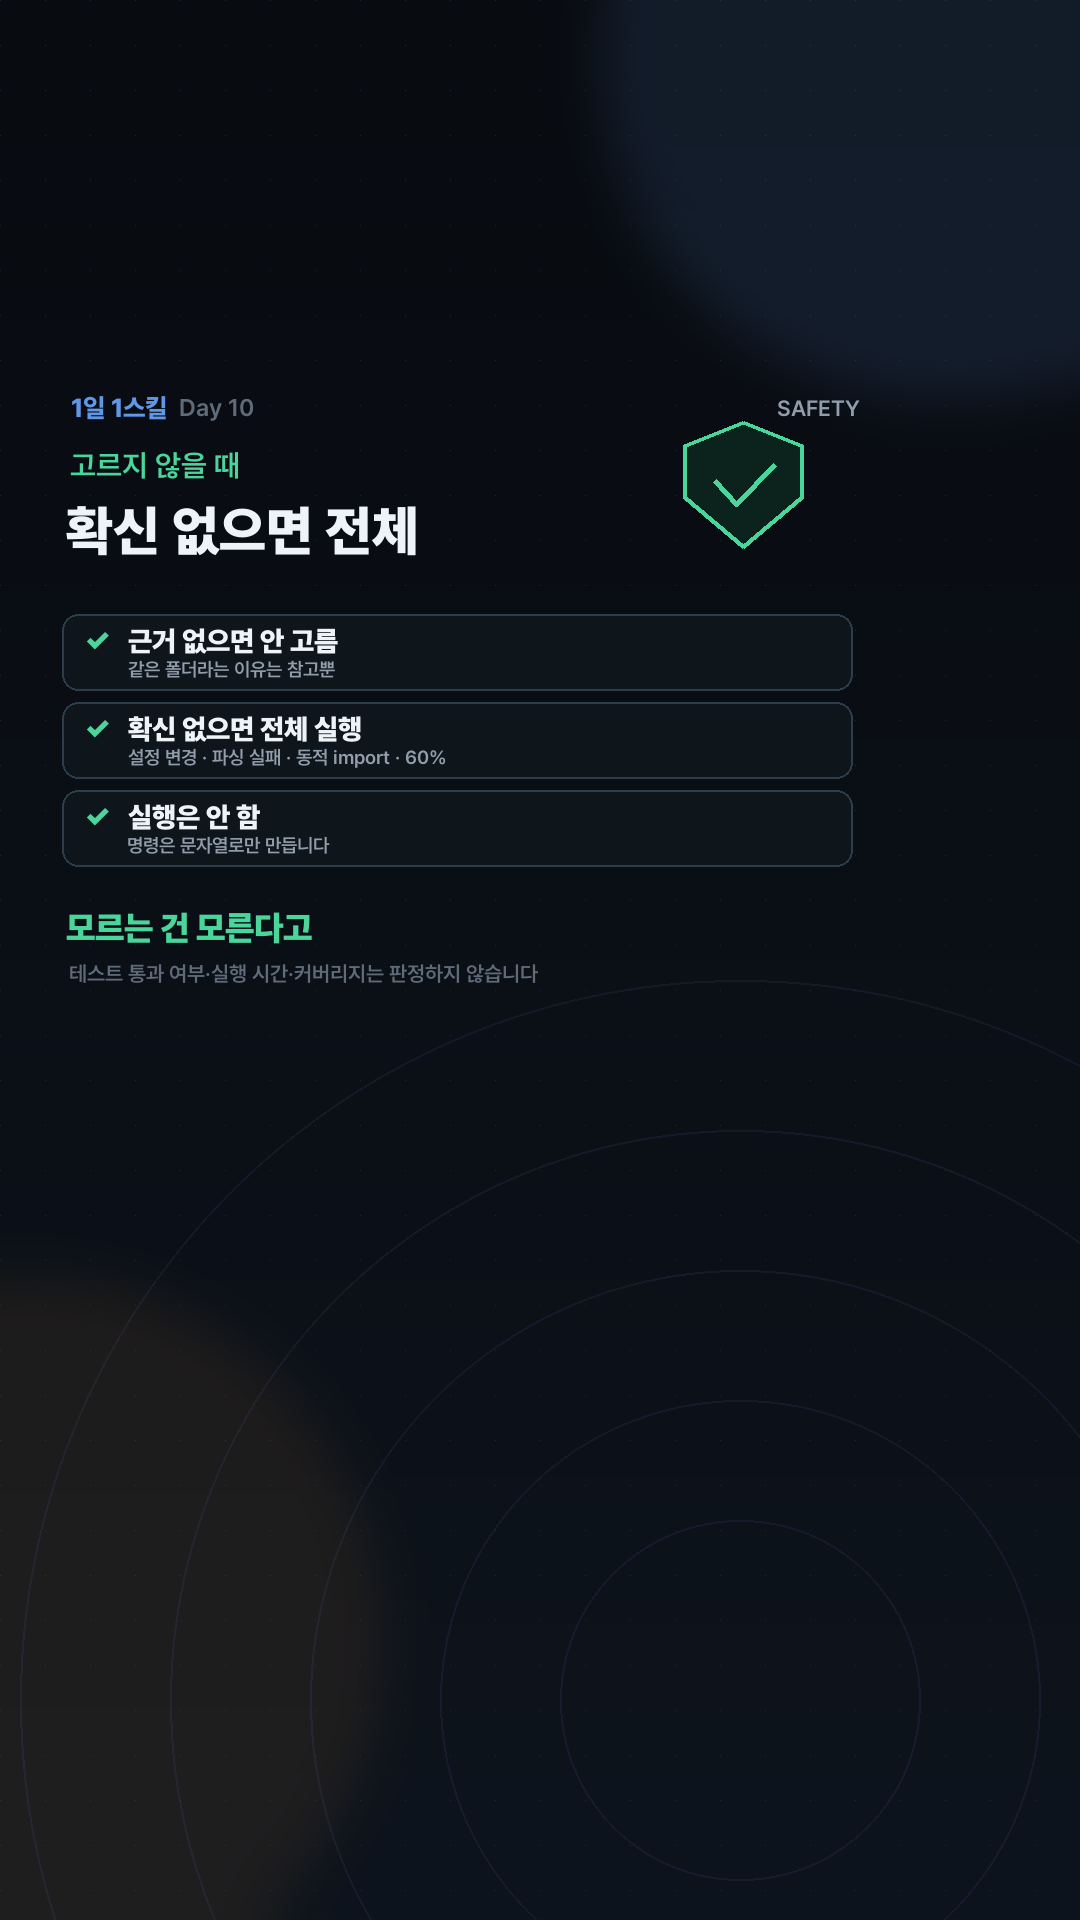 1일 1스킬 Day 10
SAFETY
고르지 않을 때
확신 없으면 전체
근거 없으면 안 고름
같은 폴더라는 이유는 참고뿐
확신 없으면 전체 실행
설정 변경 · 파싱 실패 · 동적 import · 60%
실행은 안 함
명령은 문자열로만 만듭니다
모르는 건 모른다고
테스트 통과 여부·실행 시간·커버리지는 판정하지 않습니다